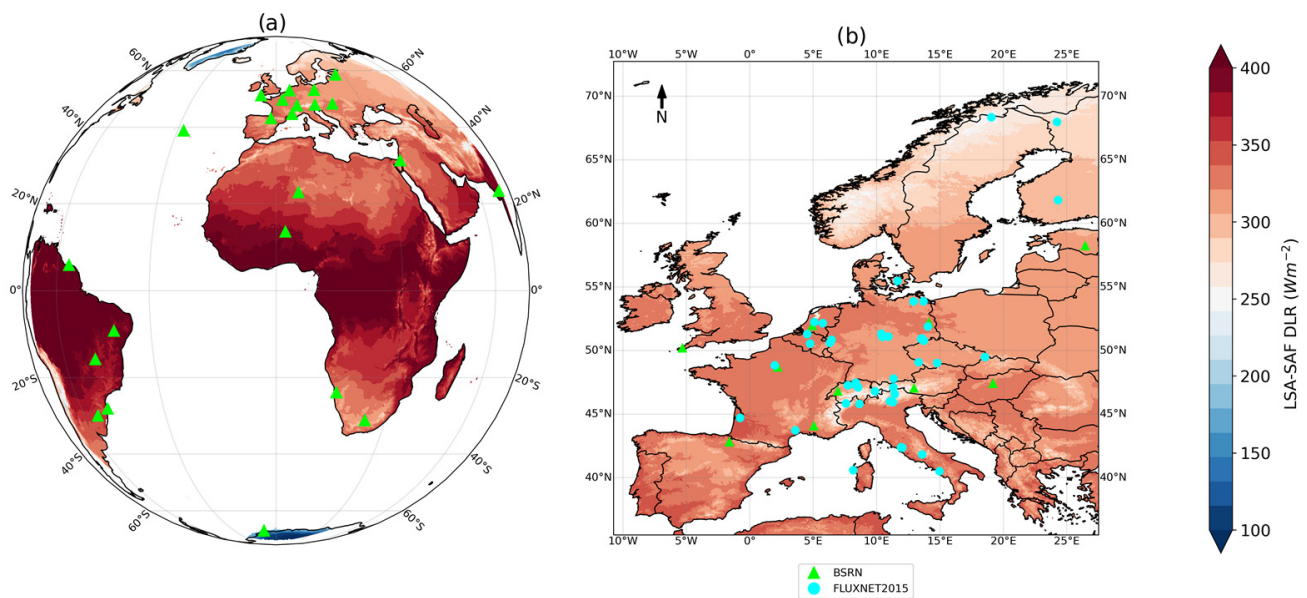 (a)
60°N
40°N
20°N
0°
20°S
40°S
60°S
60°N
40°N
20°N
0°
20°S
40°S
60°S
(b)
10°W 5°W 0°E 5°E 10°E 15°E 20°E 25°E
70°N
65°N
60°N
55°N
50°N
45°N
40°N
N
70°N
65°N
60°N
55°N
50°N
45°N
40°N
10°W 5°W 0°E 5°E 10°E 15°E 20°E 25°E
BSRN
FLUXNET2015
400
350
300
250
200
150
100
LSA-SAF DLR (Wm⁻²)